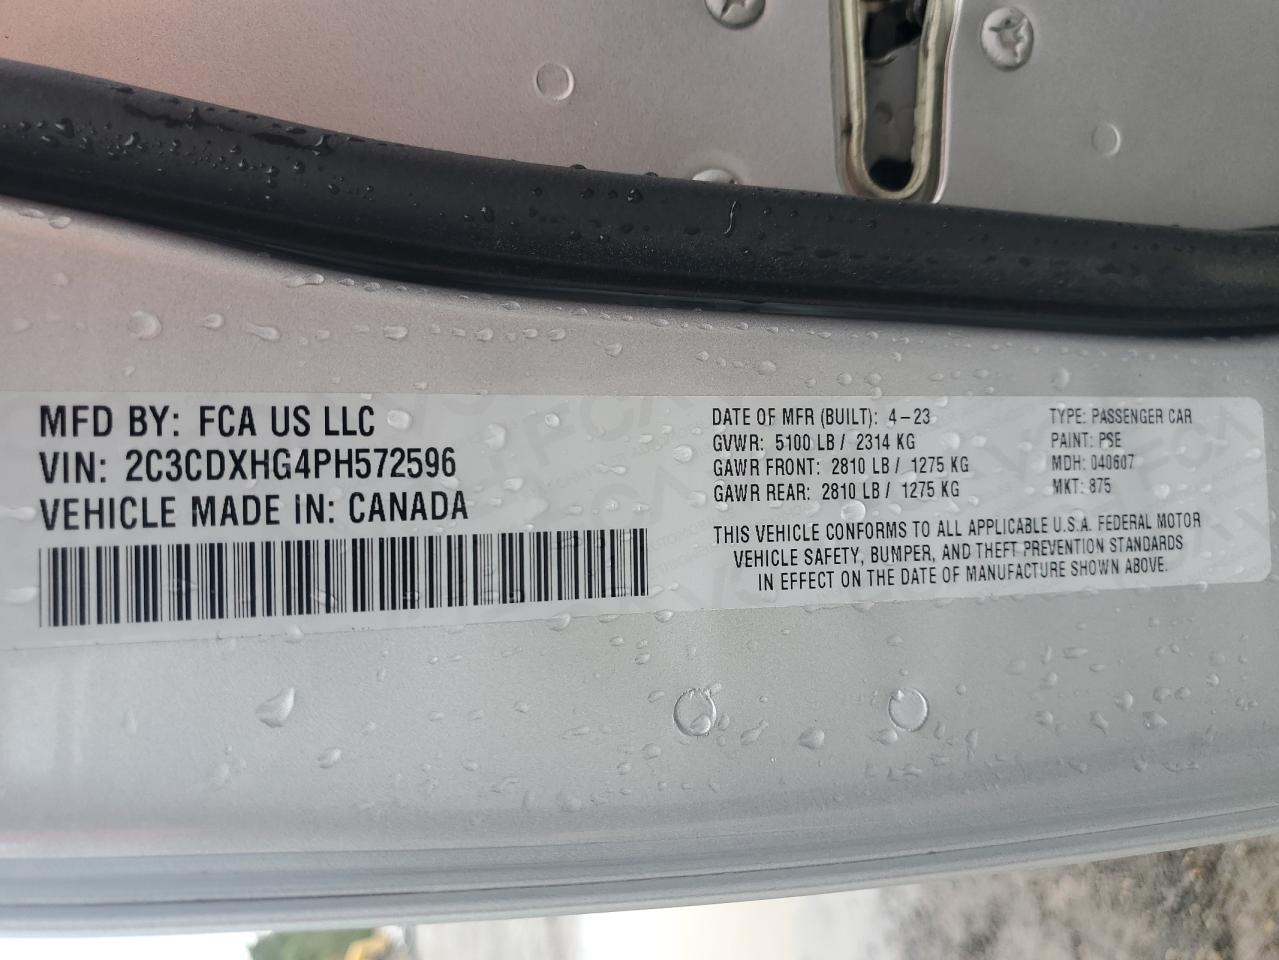 MFD BY: FCA US LLC
VIN: 2C3CDXHG4PH572596
VEHICLE MADE IN: CANADA
DATE OF MFR (BUILT): 4-23
GVWR: 5100 LB / 2314 KG
GAWR FRONT: 2810 LB / 1275 KG
GAWR REAR: 2810 LB / 1275 KG
TYPE: PASSENGER CAR
PAINT: PSE
MDH: 040607
MKT: 875
THIS VEHICLE CONFORMS TO ALL APPLICABLE U.S.A. FEDERAL MOTOR
VEHICLE SAFETY, BUMPER, AND THEFT PREVENTION STANDARDS
IN EFFECT ON THE DATE OF MANUFACTURE SHOWN ABOVE.